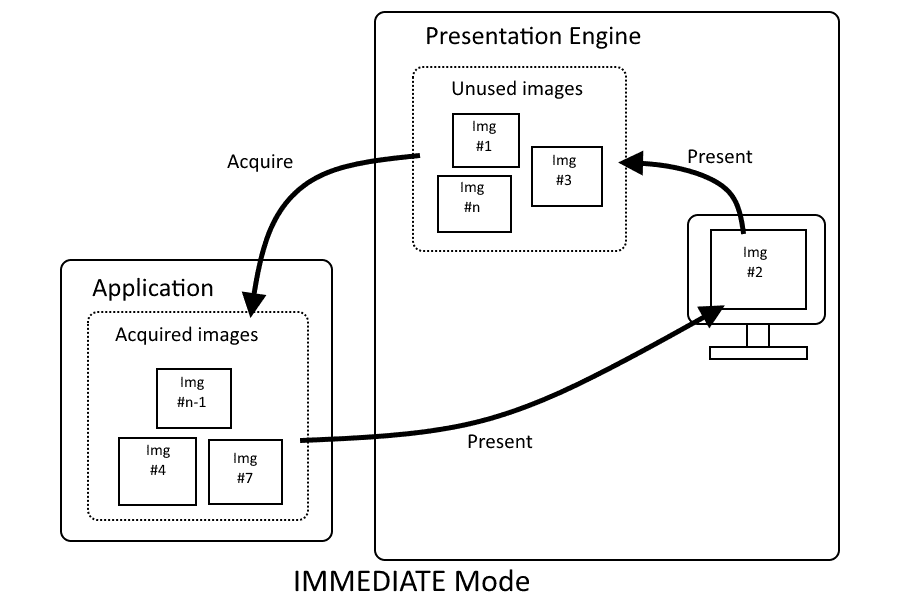 Presentation Engine
Unused images
Img
#1
Img
#3
Img
#n
Acquire
Present
Img
#2
Application
Acquired images
Img
#n-1
Img
#4
Img
#7
Present
IMMEDIATE Mode